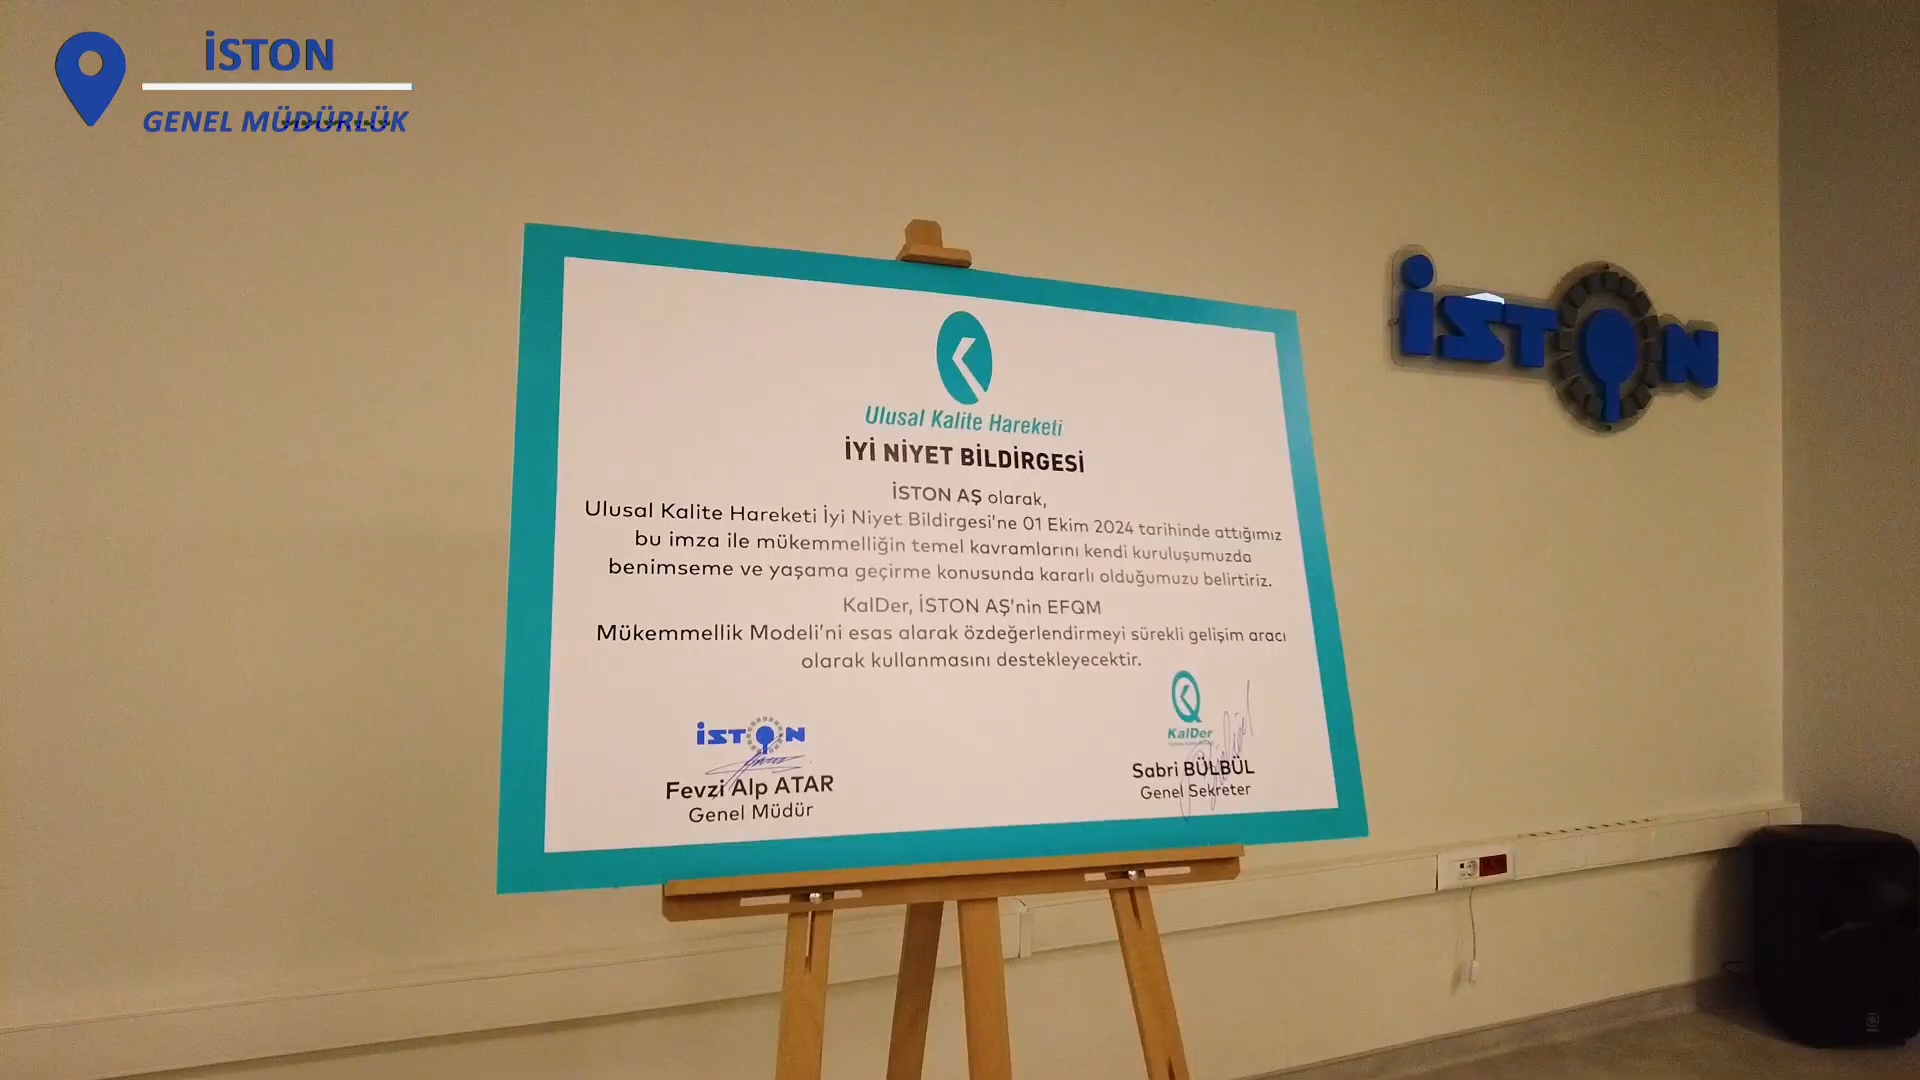 İSTON
GENEL MÜDÜRLÜK
İSTON
Ulusal Kalite Hareketi
İYİ NİYET BİLDİRGESİ
İSTON AŞ olarak,
Ulusal Kalite Hareketi İyi Niyet Bildirgesi'ne 01 Ekim 2024 tarihinde attığımız
bu imza ile mükemmelliğin temel kavramlarını kendi kuruluşumuzda
benimseme ve yaşama geçirme konusunda kararlı olduğumuzu belirtiriz.
KalDer, İSTON AŞ'nin EFQM
Mükemmellik Modeli'ni esas alarak özdeğerlendirmeyi sürekli gelişim aracı
olarak kullanmasını destekleyecektir.
İSTON
Fevzi Alp ATAR
Genel Müdür
KalDer
Sabri BÜLBÜL
Genel Sekreter